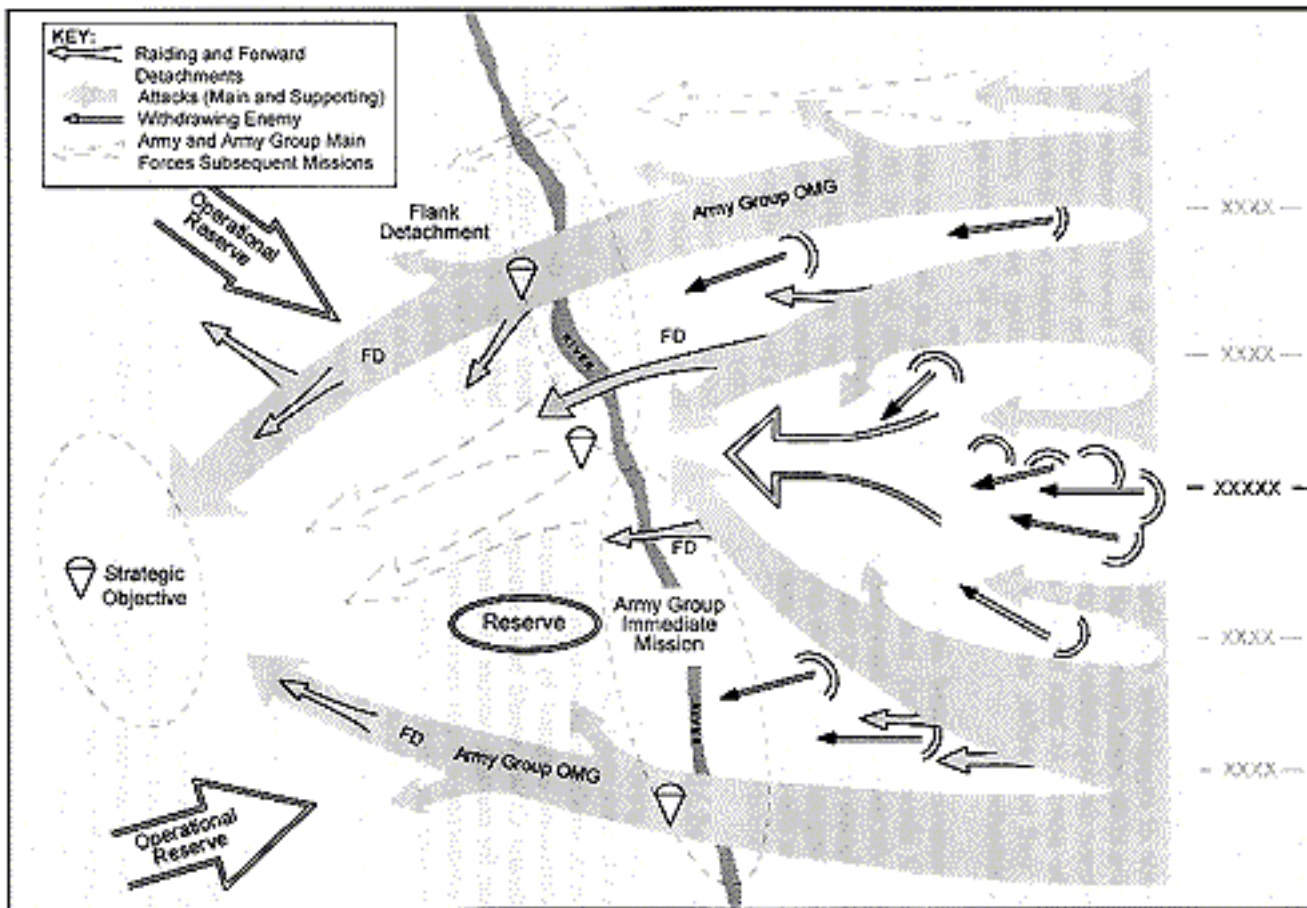 KEY:
Raiding and Forward
Detachments
Attacks (Main and Supporting)
Withdrawing Enemy
Army and Army Group Main
Forces Subsequent Missions
Operational
Reserve
Flank
Detachment
Army Group OMG
XXXX
FD
RIVER
FD
XXXX
XXXXX
FD
Strategic
Objective
Reserve
Army Group
Immediate
Mission
XXXX
FD
Army Group OMG
XXXX
Operational
Reserve